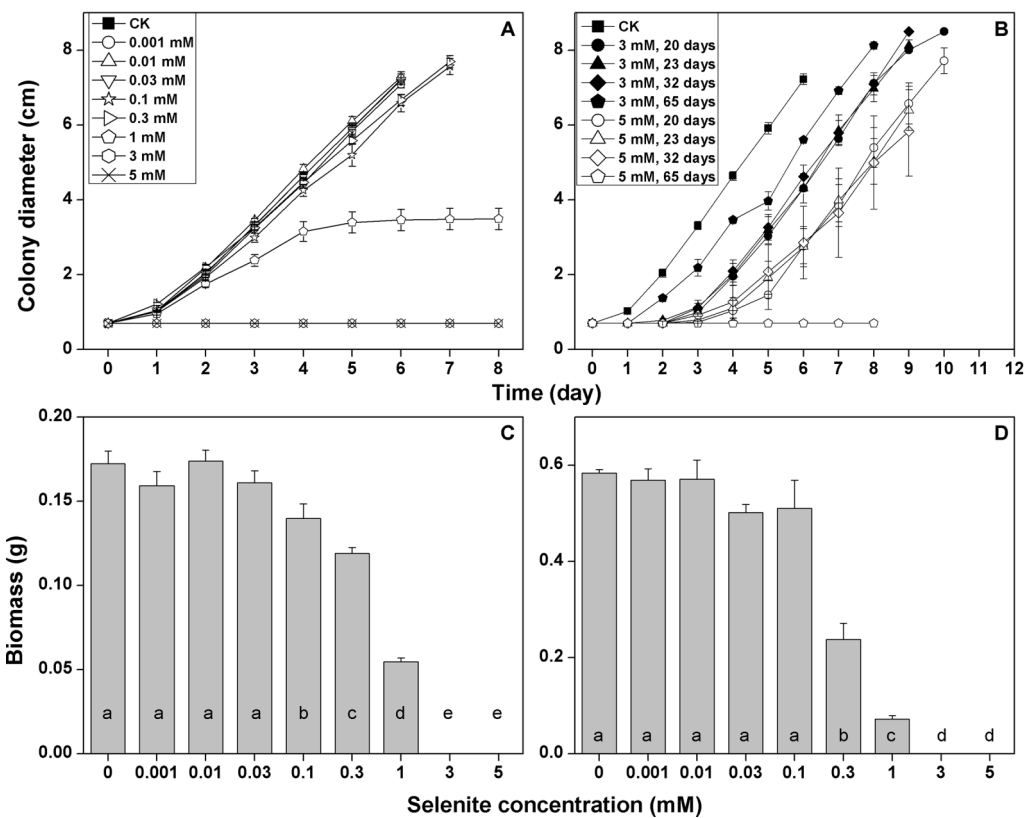 A
CK
0.001 mM
0.01 mM
0.03 mM
0.1 mM
0.3 mM
1 mM
3 mM
5 mM
8
6
4
2
0
0 1 2 3 4 5 6 7 8
Colony diameter (cm)
B
CK
3 mM, 20 days
3 mM, 23 days
3 mM, 32 days
3 mM, 65 days
5 mM, 20 days
5 mM, 23 days
5 mM, 32 days
5 mM, 65 days
8
6
4
2
0
0 1 2 3 4 5 6 7 8 9 10 11 12
Time (day)
C
0.20
0.15
0.10
0.05
0.00
a a a a b c d e e
0 0.001 0.01 0.03 0.1 0.3 1 3 5
Biomass (g)
D
0.6
0.4
0.2
0.0
a a a a a b c d d
0 0.001 0.01 0.03 0.1 0.3 1 3 5
Selenite concentration (mM)